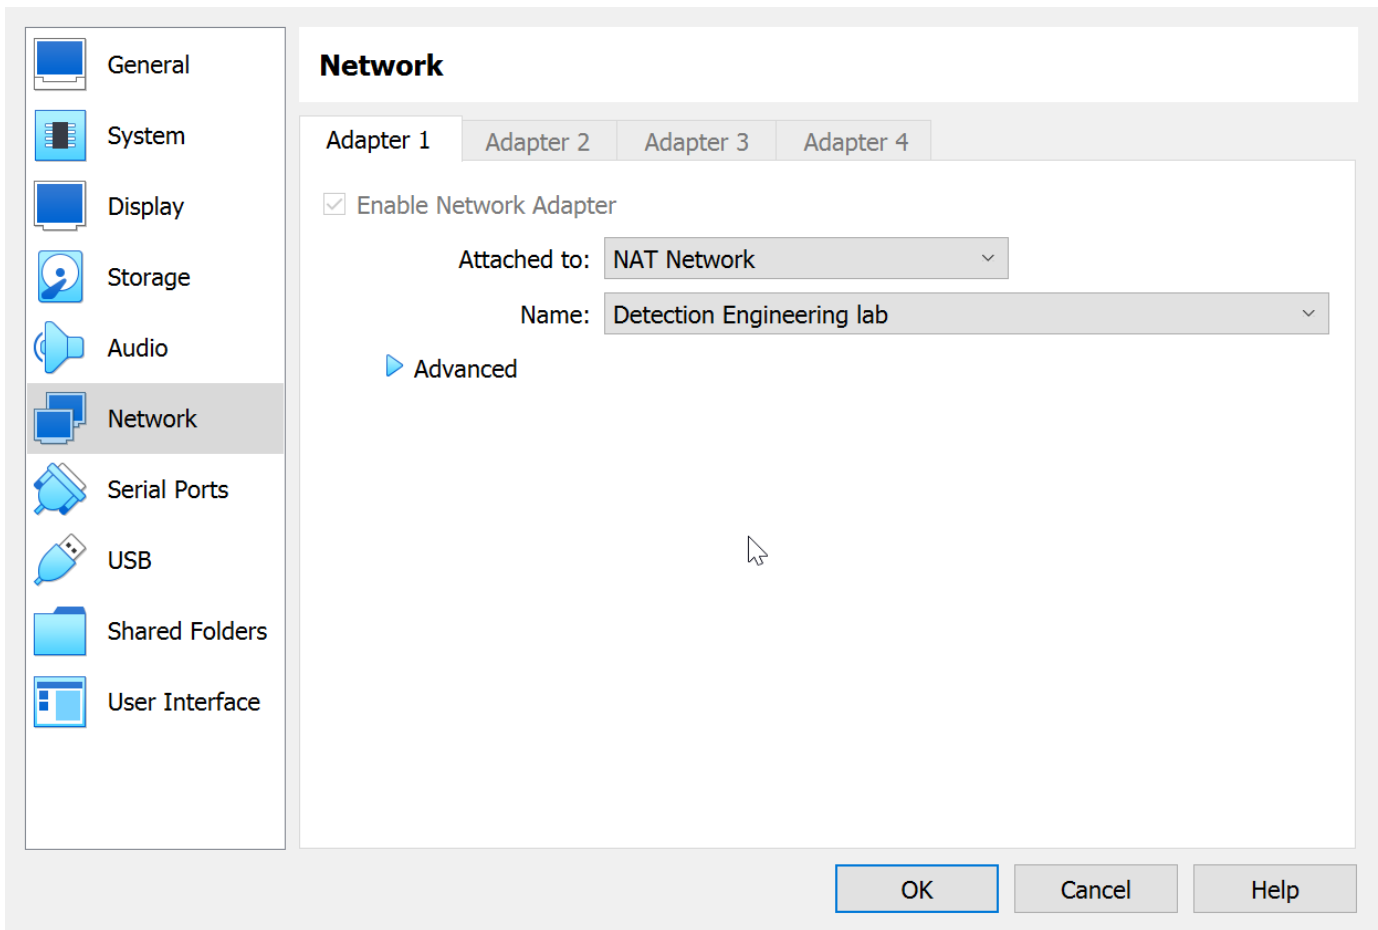 General
System
Display
Storage
Audio
Network
Serial Ports
USB
Shared Folders
User Interface
Network
Adapter 1
Adapter 2
Adapter 3
Adapter 4
Enable Network Adapter
Attached to: NAT Network
Name: Detection Engineering lab
Advanced
OK
Cancel
Help